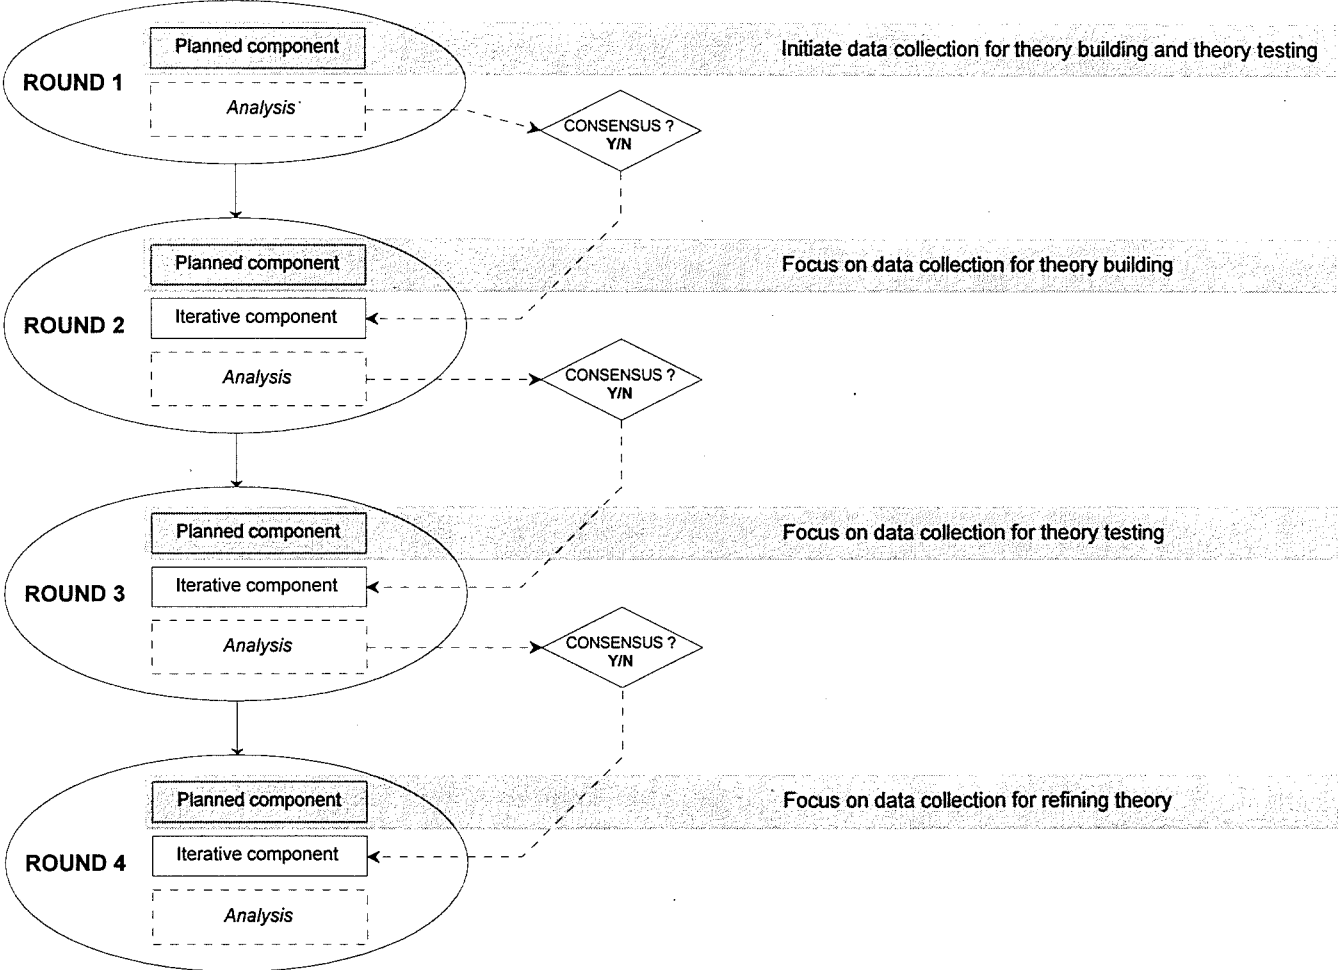 Planned component
Initiate data collection for theory building and theory testing
ROUND 1
Analysis
CONSENSUS ?
Y/N
Planned component
Focus on data collection for theory building
ROUND 2
Iterative component
Analysis
CONSENSUS ?
Y/N
Planned component
Focus on data collection for theory testing
ROUND 3
Iterative component
Analysis
CONSENSUS ?
Y/N
Planned component
Focus on data collection for refining theory
ROUND 4
Iterative component
Analysis